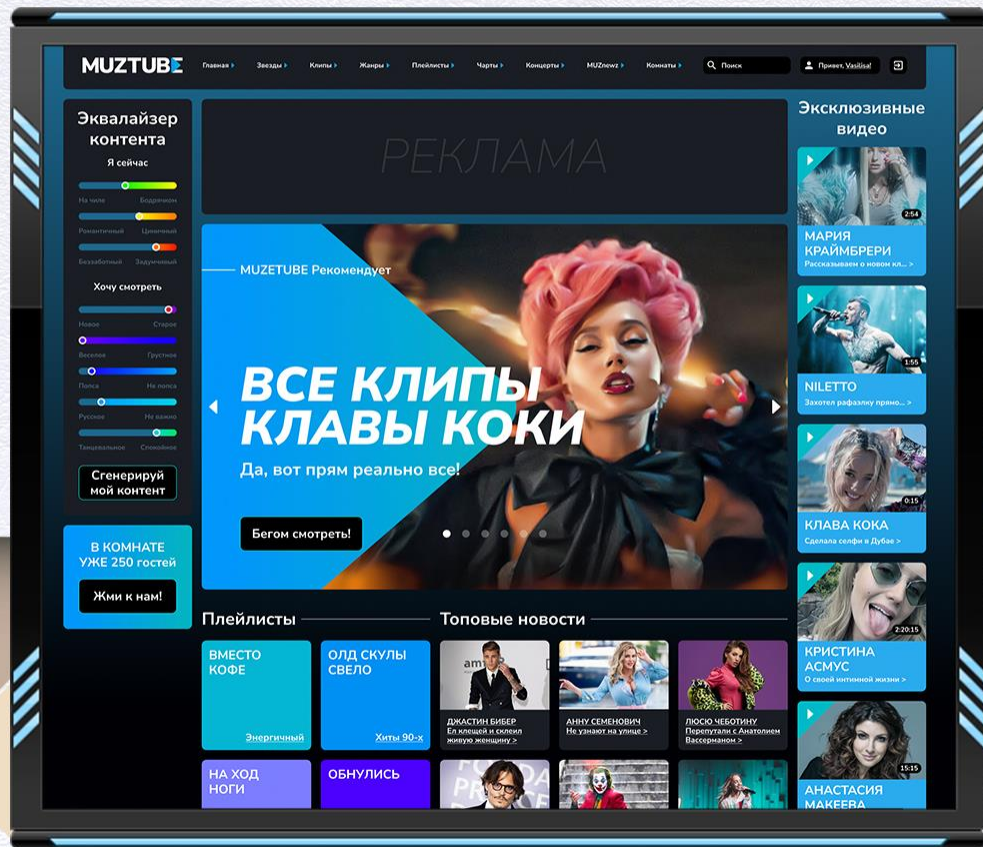 MUZTUBE
Главная
Звезды
Клипы
Жанры
Плейлисты
Чарты
Концерты
MUZnewz
Комнаты
Поиск
Привет, Vasilisa!
Эквалайзер
контента
Я сейчас
На чиле Бодрячком
Романтичный Циничный
Беззаботный Задумчивый
Хочу смотреть
Новое Старое
Веселое Грустное
Попса Не попса
Русское Не важно
Танцевальное Спокойное
Сгенерируй
мой контент
В КОМНАТЕ
УЖЕ 250 гостей
Жми к нам!
РЕКЛАМА
MUZETUBE Рекомендует
ВСЕ КЛИПЫ
КЛАВЫ КОКИ
Да, вот прям реально все!
Бегом смотреть!
Плейлисты
ВМЕСТО
КОФЕ
Энергичный
ОЛД СКУЛЫ
СВЕЛО
Хиты 90-х
НА ХОД
НОГИ
ОБНУЛИСЬ
Топовые новости
ДЖАСТИН БИБЕР
Ел клещей и склеил
живую женщину >
АННУ СЕМЕНОВИЧ
Не узнают на улице >
ЛЮСЮ ЧЕБОТИНУ
Перепутали с Анатолием
Вассерманом >
Эксклюзивные
видео
2:54
МАРИЯ
КРАЙМБРЕРИ
Рассказываем о новом кл... >
1:55
NILETTO
Захотел рафаэлку прямо... >
0:15
КЛАВА КОКА
Сделала селфи в Дубае >
2:20:15
КРИСТИНА
АСМУС
О своей интимной жизни >
15:15
АНАСТАСИЯ
МАКЕЕВА